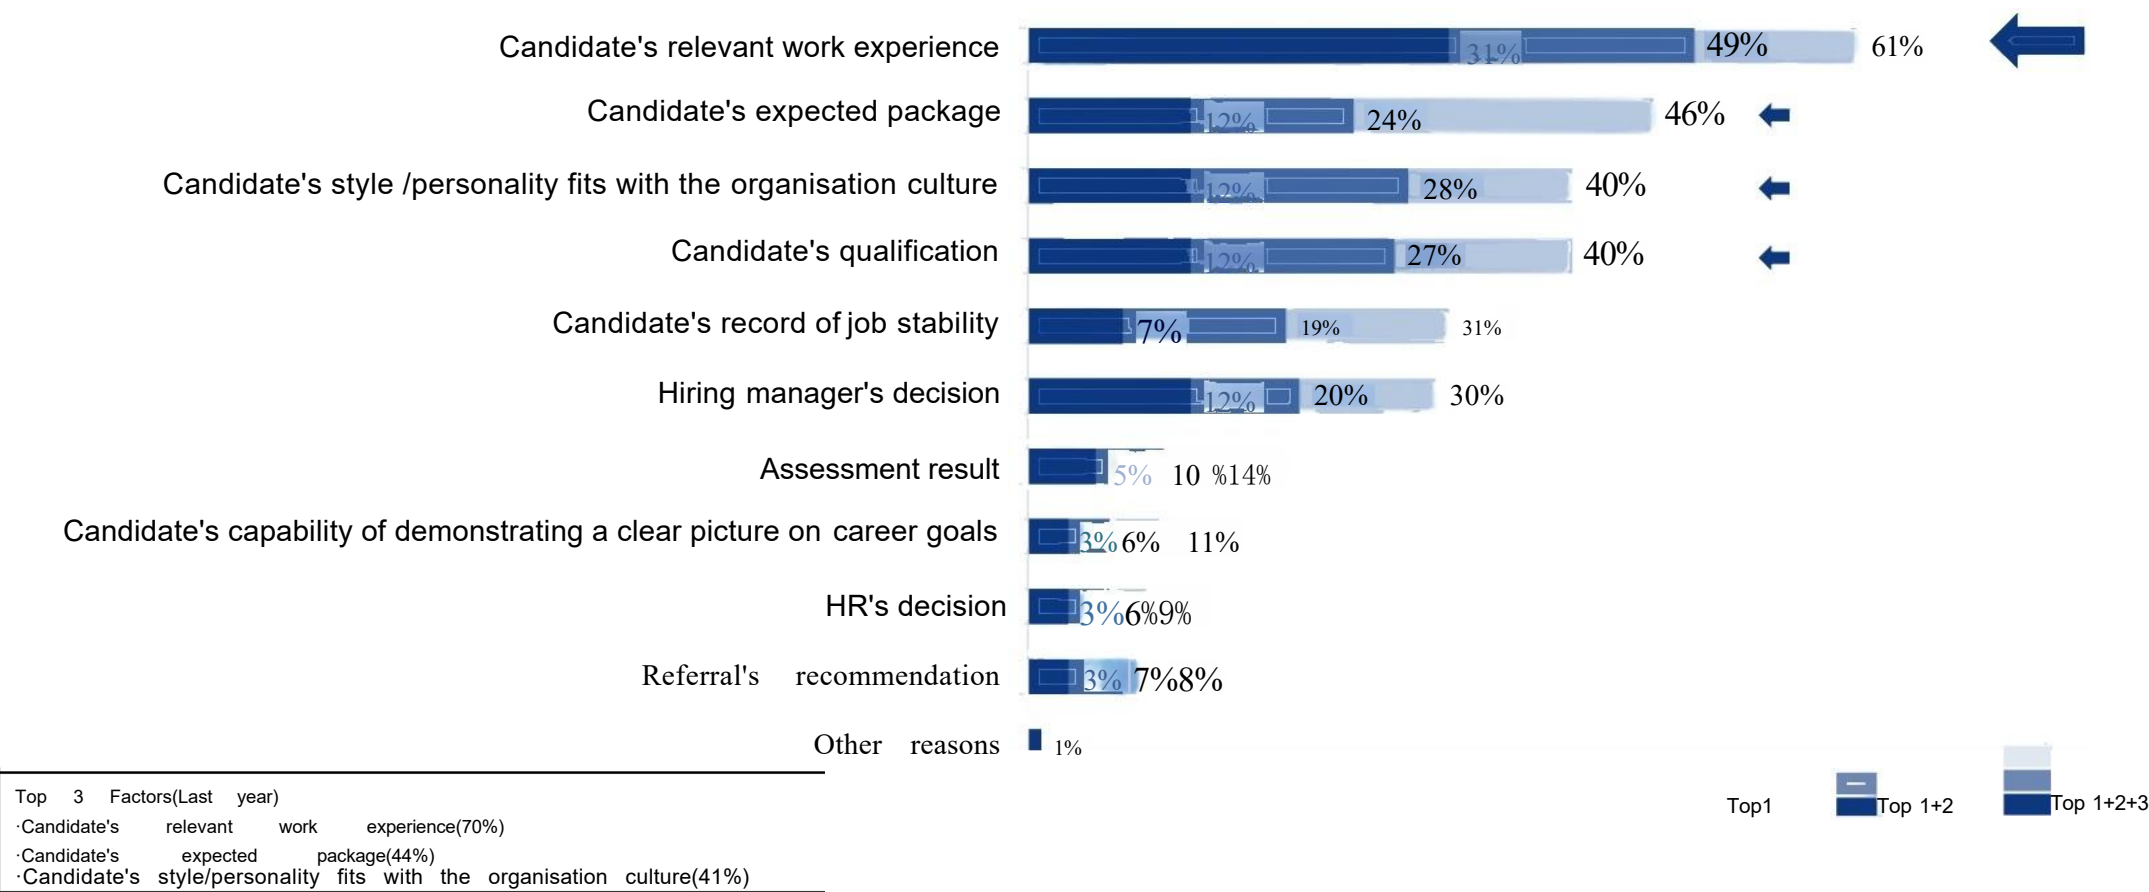 Candidate's relevant work experience 31% 49% 61%
Candidate's expected package 12% 24% 46%
Candidate's style /personality fits with the organisation culture 12% 28% 40%
Candidate's qualification 12% 27% 40%
Candidate's record of job stability 7% 19% 31%
Hiring manager's decision 12% 20% 30%
Assessment result 5% 10 %14%
Candidate's capability of demonstrating a clear picture on career goals 3% 6% 11%
HR's decision 3%6%9%
Referral's recommendation 3% 7%8%
Other reasons 1%
Top 3 Factors(Last year)
·Candidate's relevant work experience(70%)
·Candidate's expected package(44%)
·Candidate's style/personality fits with the organisation culture(41%)
Top1 Top 1+2 Top 1+2+3